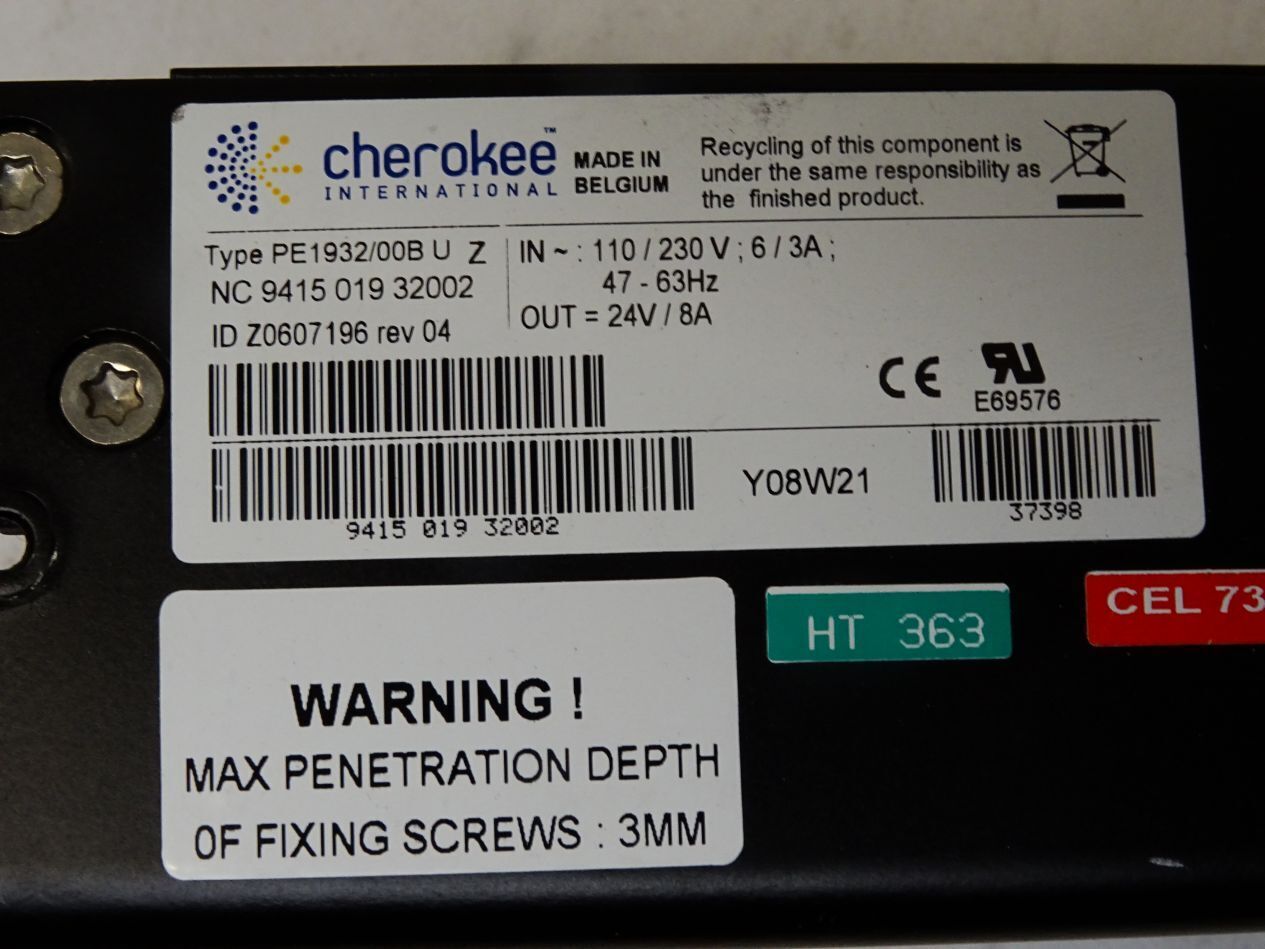 cherokee™
INTERNATIONAL
MADE IN
BELGIUM
Recycling of this component is
under the same responsibility as
the finished product.
Type PE1932/00B U Z
NC 9415 019 32002
ID Z0607196 rev 04
IN ~ : 110 / 230 V ; 6 / 3A ;
47 - 63Hz
OUT = 24V / 8A
CE
RU
E69576
9415 019 32002
Y08W21
37398
HT 363
CEL 73
WARNING !
MAX PENETRATION DEPTH
OF FIXING SCREWS : 3MM